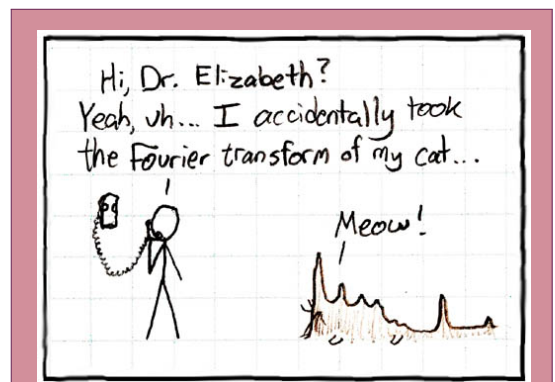 Hi, Dr. Elizabeth?
Yeah, uh... I accidentally took
the Fourier transform of my cat...
Meow!